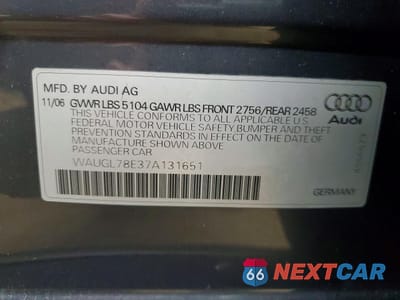 MFD. BY AUDI AG
11/06 GVWR LBS 5104 GAWR LBS FRONT 2756/REAR 2458
THIS VEHICLE CONFORMS TO ALL APPLICABLE U.S
FEDERAL MOTOR VEHICLE SAFETY BUMPER AND THEFT
PREVENTION STANDARDS IN EFFECT ON THE DATE OF
MANUFACTURE SHOWN ABOVE
PASSENGER CAR
Audi
WAUGL78E37A131651
GERMANY
66 NEXTCAR